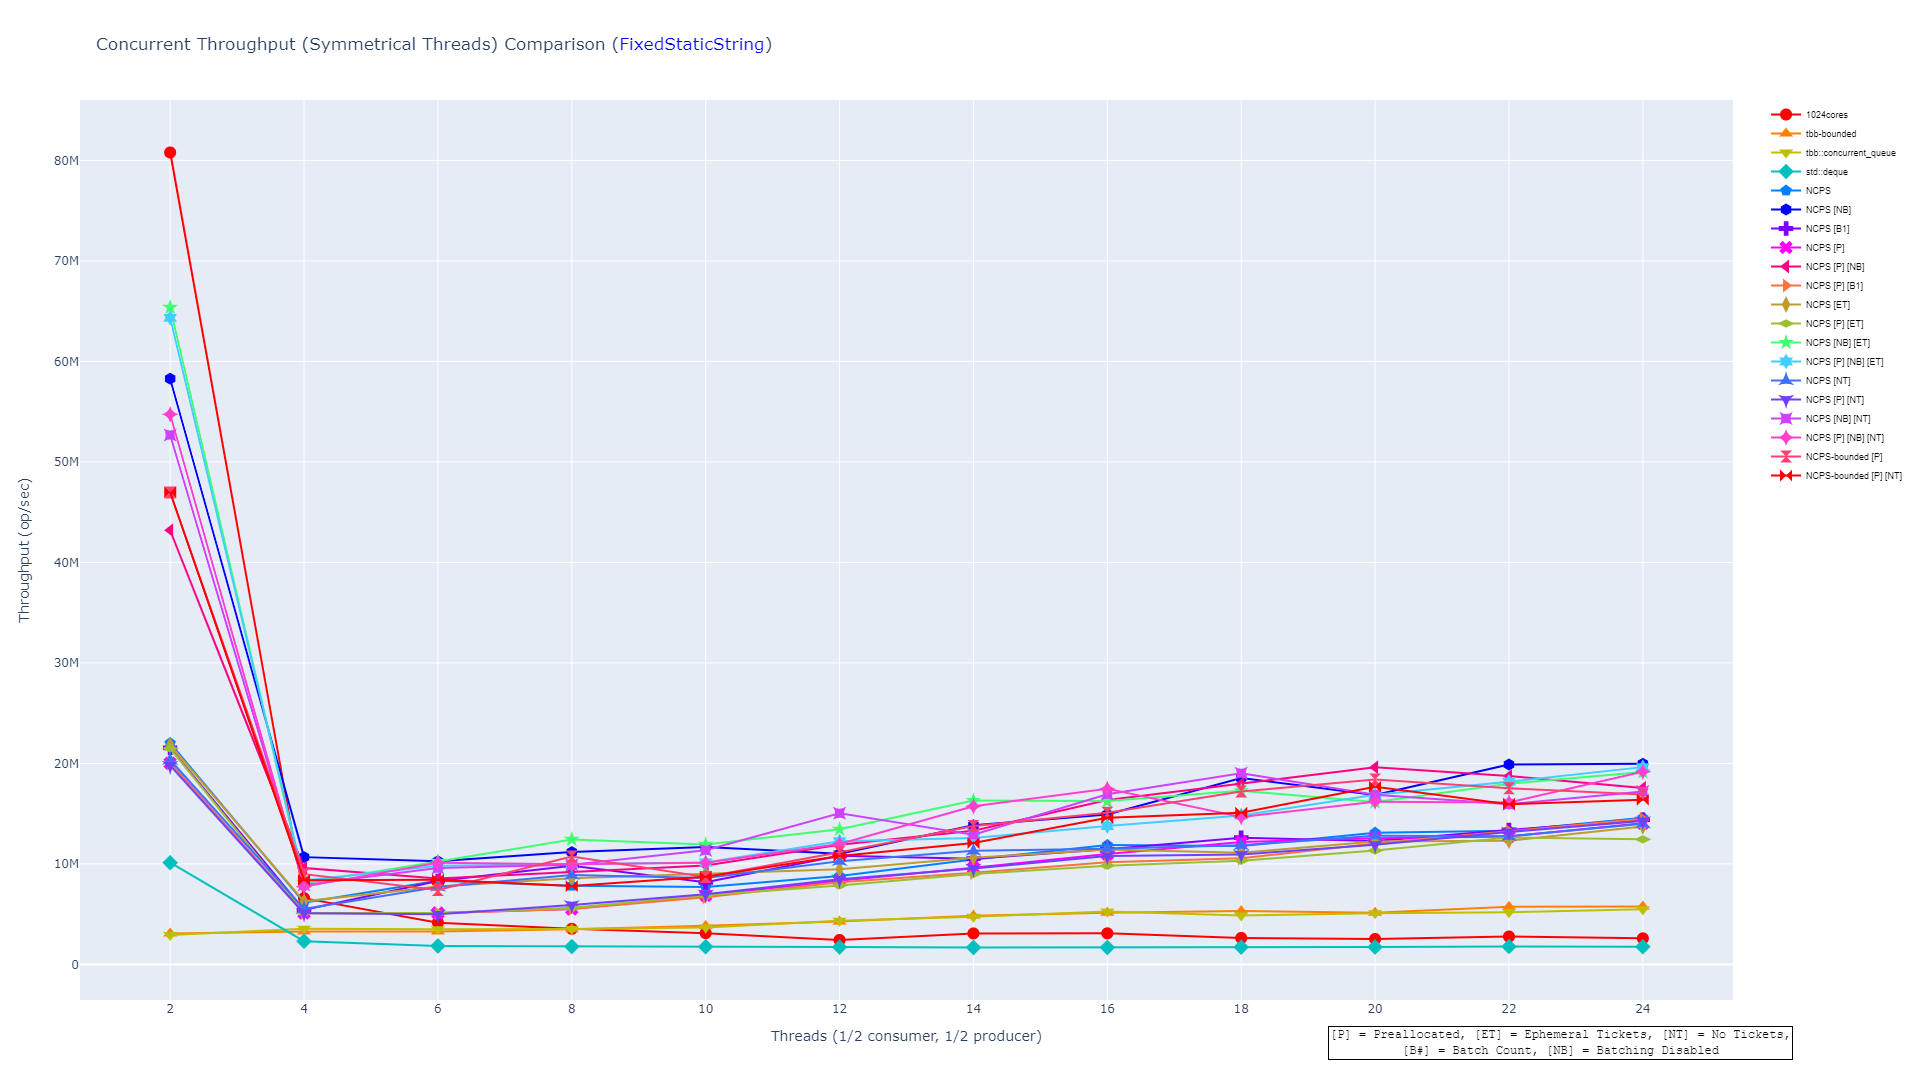 Concurrent Throughput (Symmetrical Threads) Comparison (FixedStaticString)
Throughput (op/sec)
80M
70M
60M
50M
40M
30M
20M
10M
0
2 4 6 8 10 12 14 16 18 20 22 24
Threads (1/2 consumer, 1/2 producer)
1024cores
tbb-bounded
tbb::concurrent_queue
std::deque
NCPS
NCPS [NB]
NCPS [B1]
NCPS [P]
NCPS [P] [NB]
NCPS [P] [B1]
NCPS [ET]
NCPS [P] [ET]
NCPS [NB] [ET]
NCPS [P] [NB] [ET]
NCPS [NT]
NCPS [P] [NT]
NCPS [NB] [NT]
NCPS [P] [NB] [NT]
NCPS-bounded [P]
NCPS-bounded [P] [NT]
[P] = Preallocated, [ET] = Ephemeral Tickets, [NT] = No Tickets,
[B#] = Batch Count, [NB] = Batching Disabled